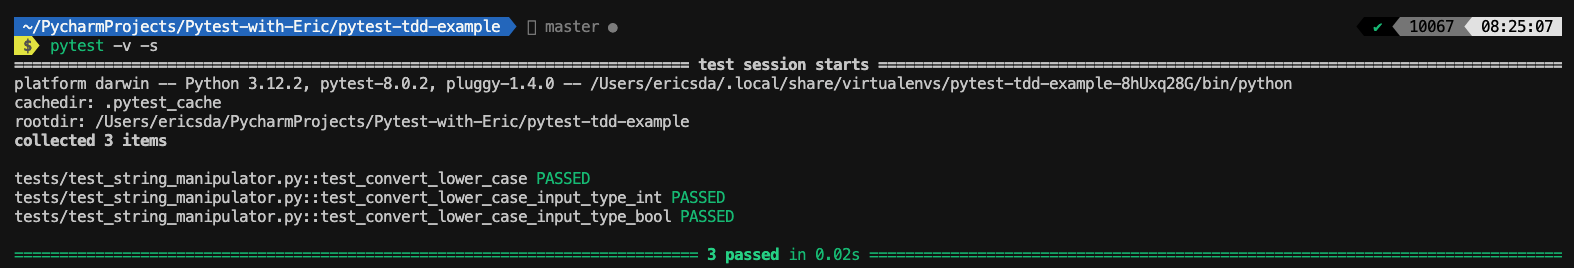 ~/PycharmProjects/Pytest-with-Eric/pytest-tdd-example master ● ✔ 10067 08:25:07
$ pytest -v -s
============================================================================ test session starts ============================================================================
platform darwin -- Python 3.12.2, pytest-8.0.2, pluggy-1.4.0 -- /Users/ericsda/.local/share/virtualenvs/pytest-tdd-example-8hUxq28G/bin/python
cachedir: .pytest_cache
rootdir: /Users/ericsda/PycharmProjects/Pytest-with-Eric/pytest-tdd-example
collected 3 items
tests/test_string_manipulator.py::test_convert_lower_case PASSED
tests/test_string_manipulator.py::test_convert_lower_case_input_type_int PASSED
tests/test_string_manipulator.py::test_convert_lower_case_input_type_bool PASSED
============================================================================= 3 passed in 0.02s =============================================================================